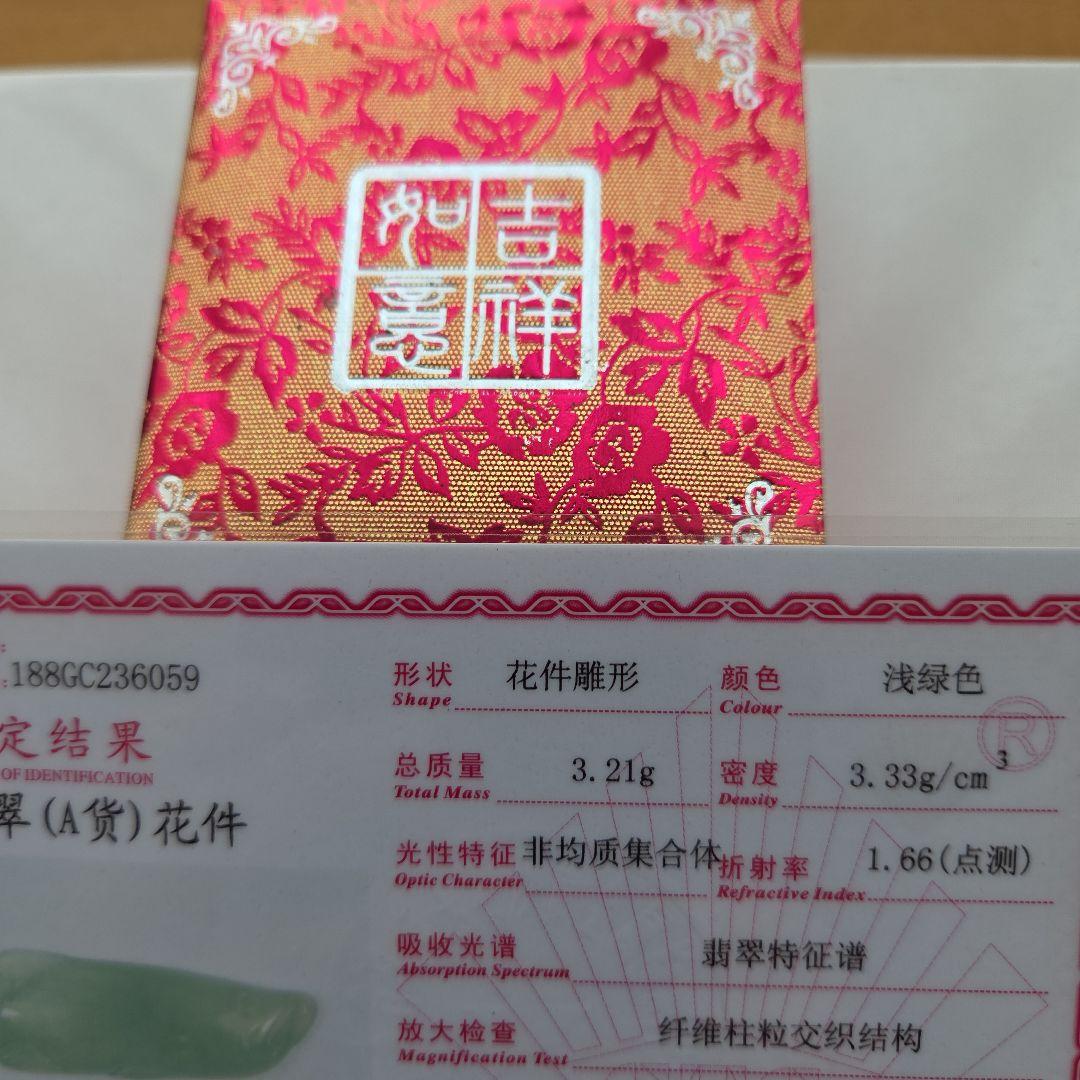 吉祥
如意
188GC236059
定结果
OF IDENTIFICATION
翠(A货)花件
形状 花件雕形
Shape
颜色 浅绿色
Colour
总质量 3.21g
Total Mass
密度 3.33g/cm³
Density
光性特征 非均质集合体
Optic Character
折射率 1.66(点测)
Refractive Index
吸收光谱 翡翠特征谱
Absorption Spectrum
放大检查 纤维柱粒交织结构
Magnification Test
®